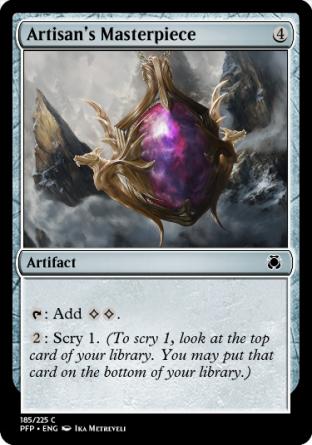 Artisan's Masterpiece 4
Artifact
: Add .
2: Scry 1. (To scry 1, look at the top
card of your library. You may put that
card on the bottom of your library.)
185/225 C
PFP • ENG Ika Metreveli